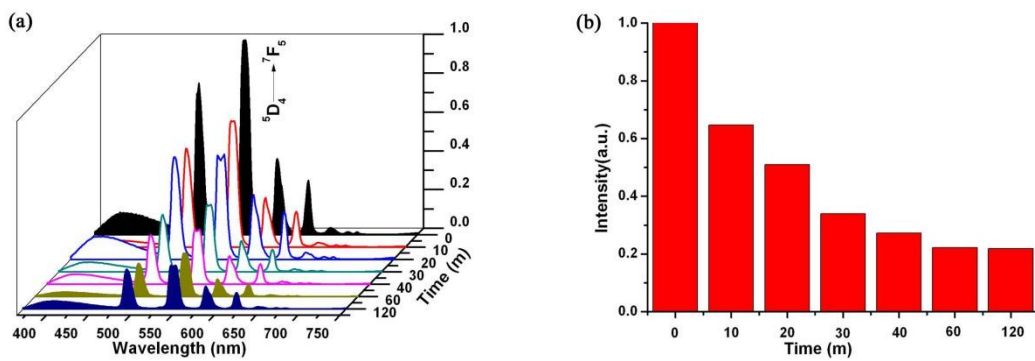 (a)
⁵D₄ → ⁷F₅
1.0
0.8
0.6
0.4
0.2
0.0
0
10
20
30
40
60
120
Time (m)
400 450 500 550 600 650 700 750
Wavelength (nm)
(b)
Intensity(a.u.)
1.0
0.8
0.6
0.4
0.2
0.0
0 10 20 30 40 60 120
Time (m)